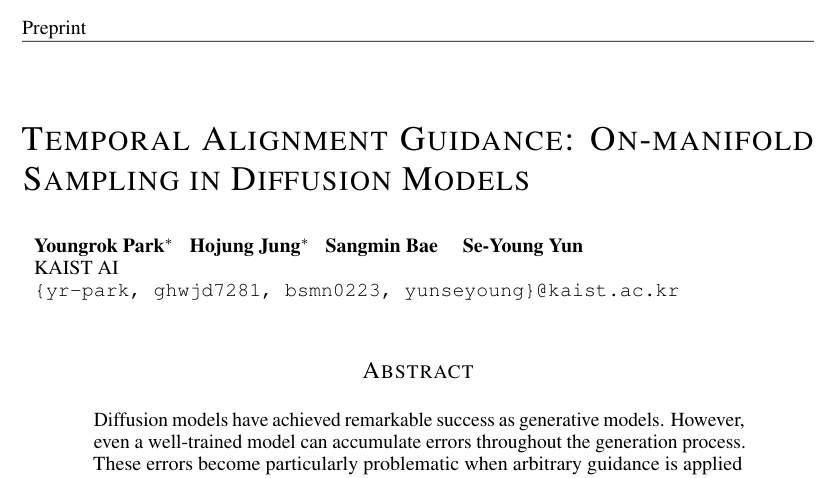 Preprint
TEMPORAL ALIGNMENT GUIDANCE: ON-MANIFOLD
SAMPLING IN DIFFUSION MODELS
Youngrok Park* Hojung Jung* Sangmin Bae Se-Young Yun
KAIST AI
{yr-park, ghwjd7281, bsmn0223, yunseyoung}@kaist.ac.kr
ABSTRACT
Diffusion models have achieved remarkable success as generative models. However,
even a well-trained model can accumulate errors throughout the generation process.
These errors become particularly problematic when arbitrary guidance is applied